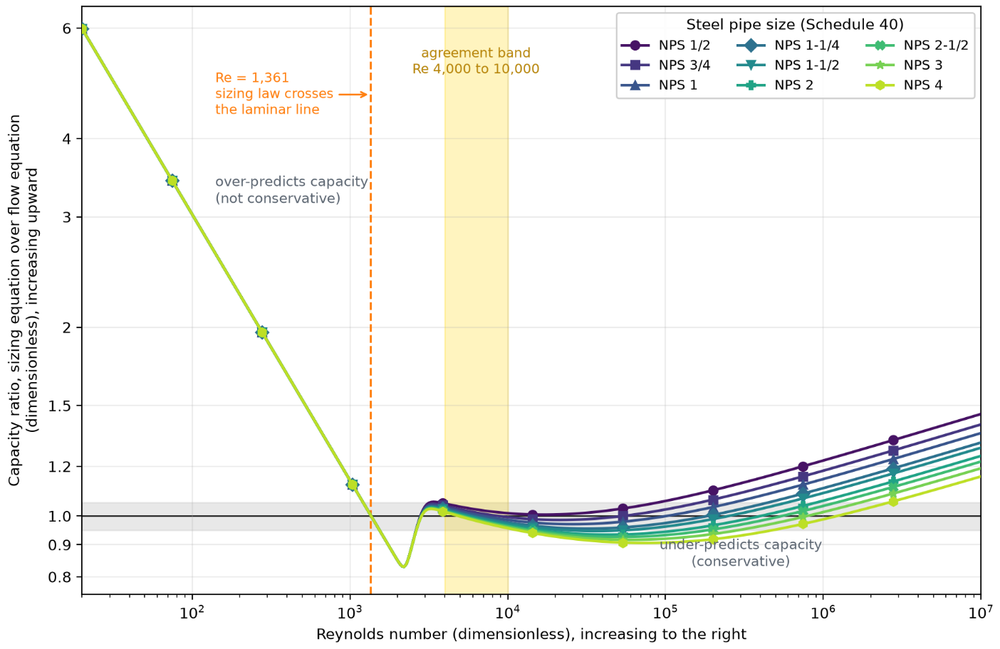 Steel pipe size (Schedule 40)
NPS 1/2
NPS 3/4
NPS 1
NPS 1-1/4
NPS 1-1/2
NPS 2
NPS 2-1/2
NPS 3
NPS 4
agreement band
Re 4,000 to 10,000
Re = 1,361
sizing law crosses
the laminar line
over-predicts capacity
(not conservative)
under-predicts capacity
(conservative)
Capacity ratio, sizing equation over flow equation
(dimensionless), increasing upward
6
4
3
2
1.5
1.2
1.0
0.9
0.8
10²
10³
10⁴
10⁵
10⁶
10⁷
Reynolds number (dimensionless), increasing to the right